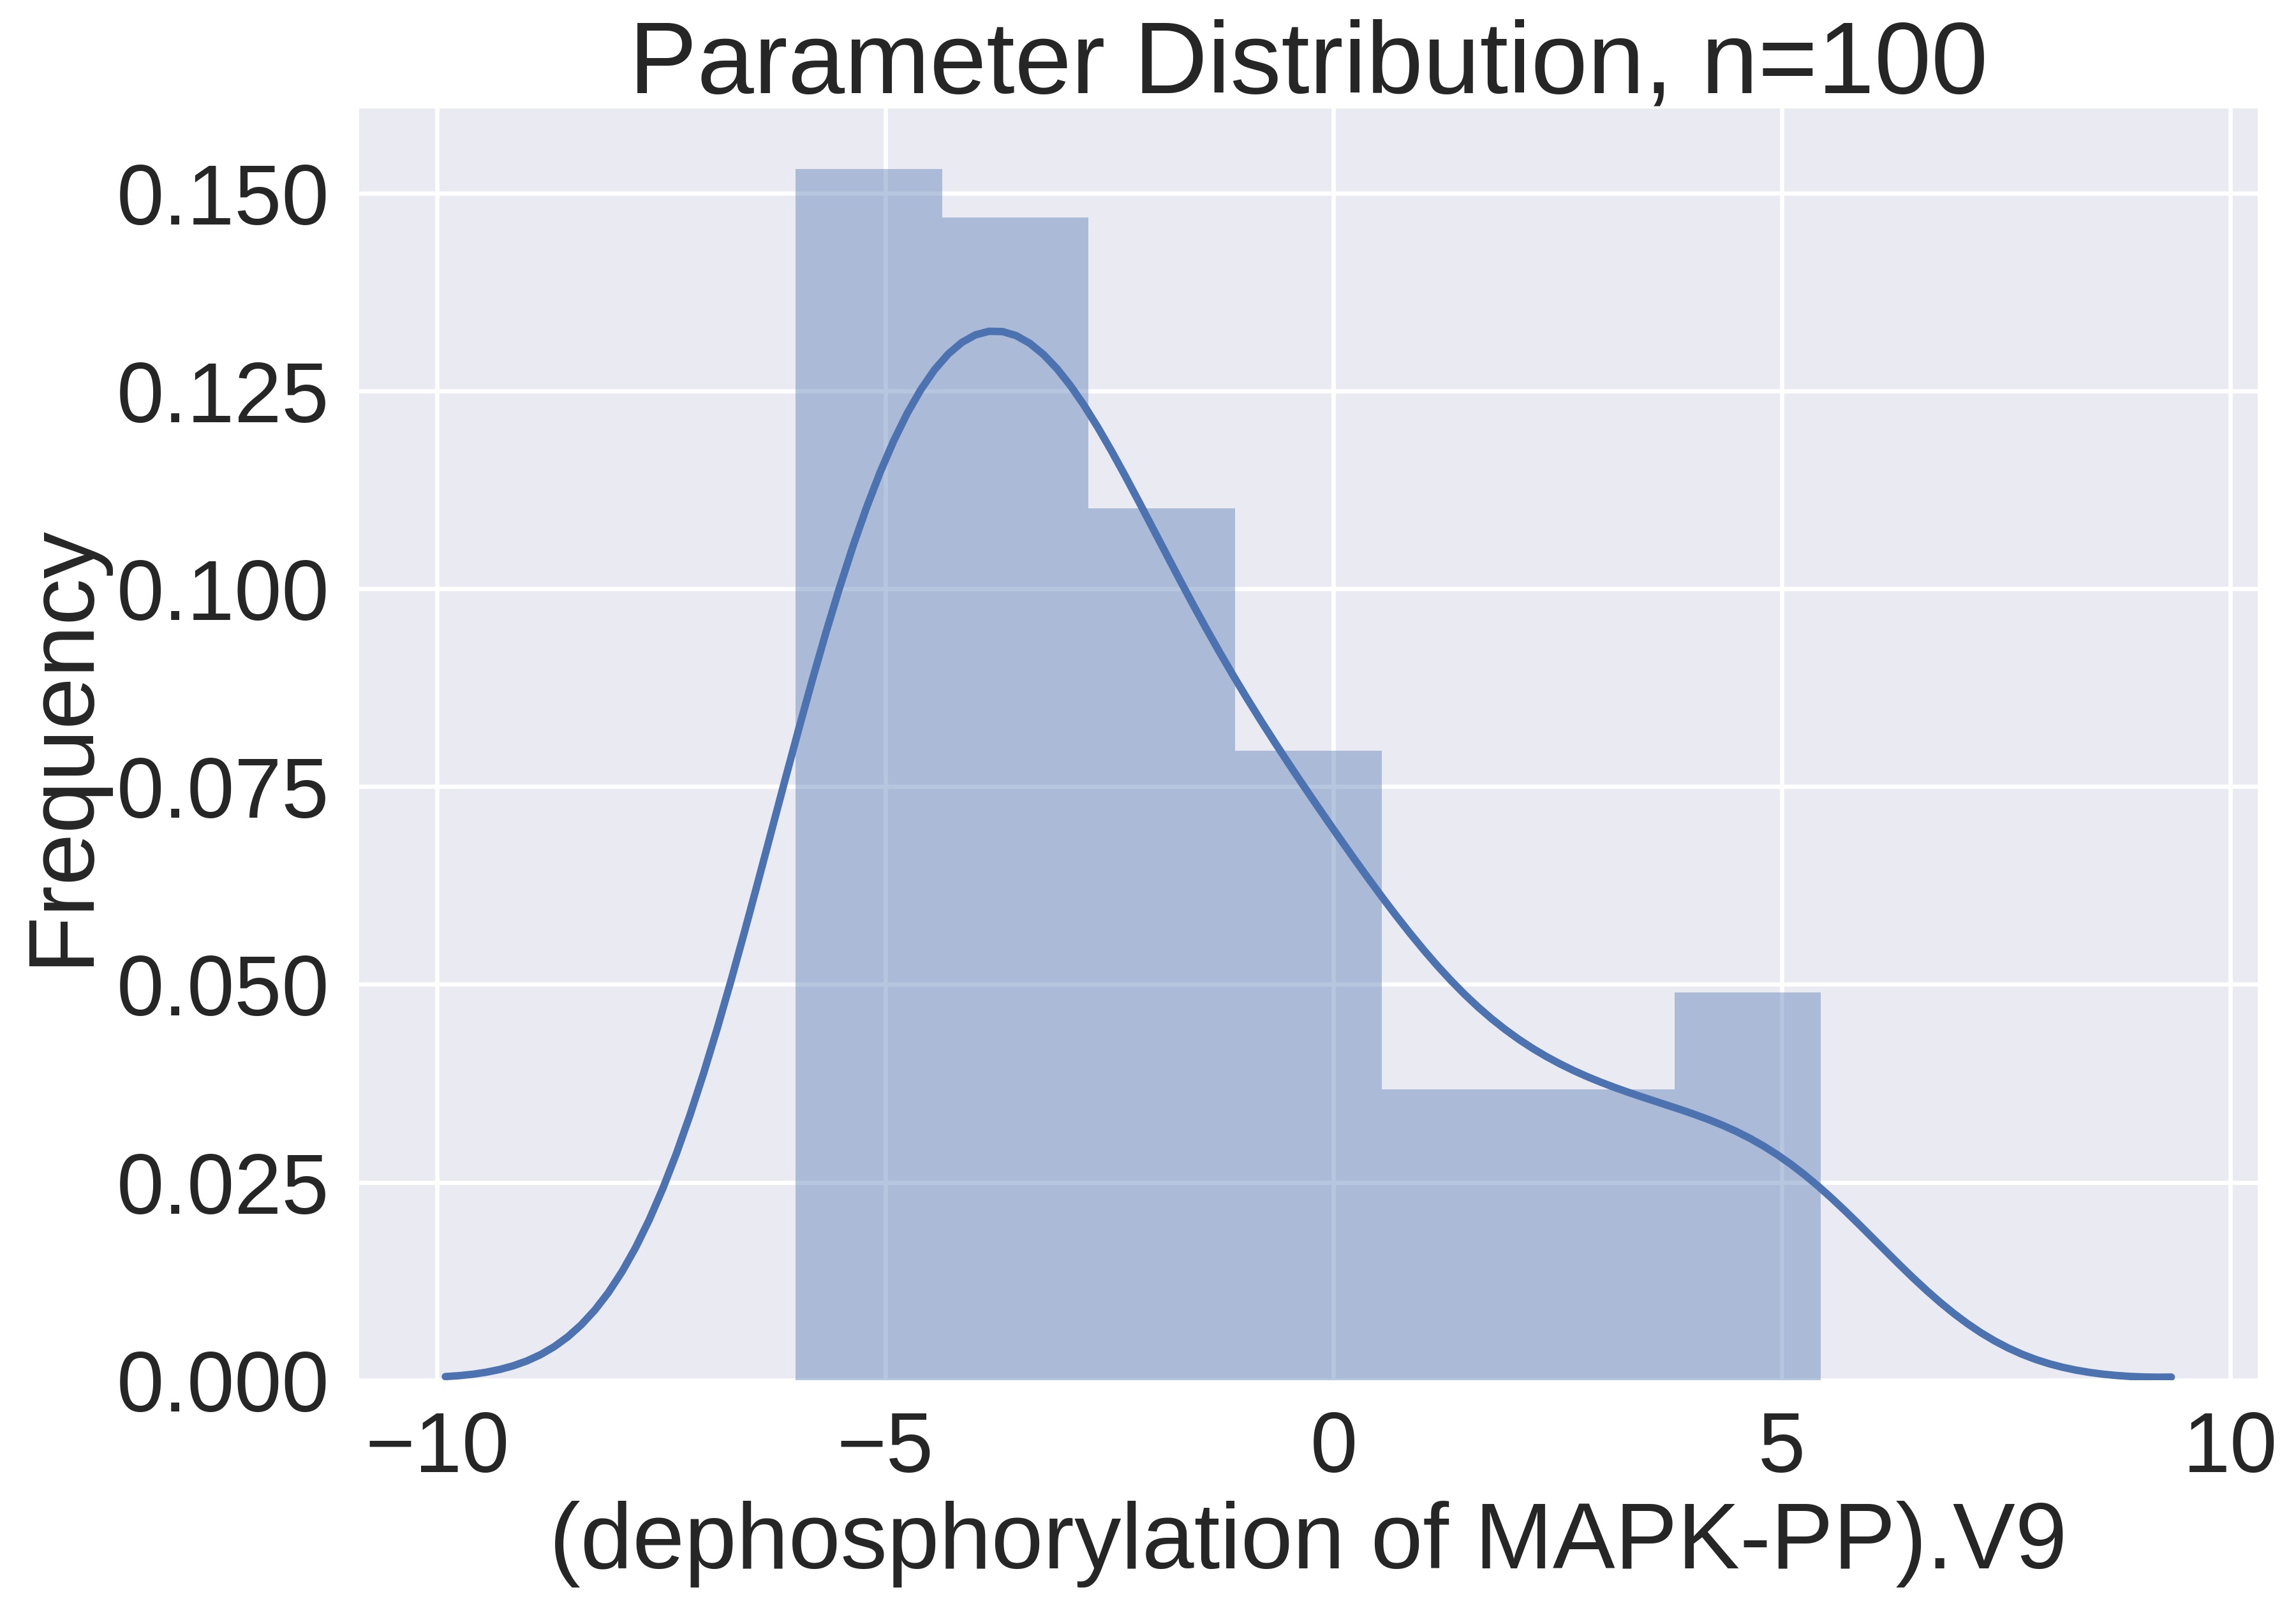 Parameter Distribution, n=100
0.150
0.125
0.100
0.075
0.050
0.025
0.000
Frequency
−10 −5 0 5 10
(dephosphorylation of MAPK-PP).V9